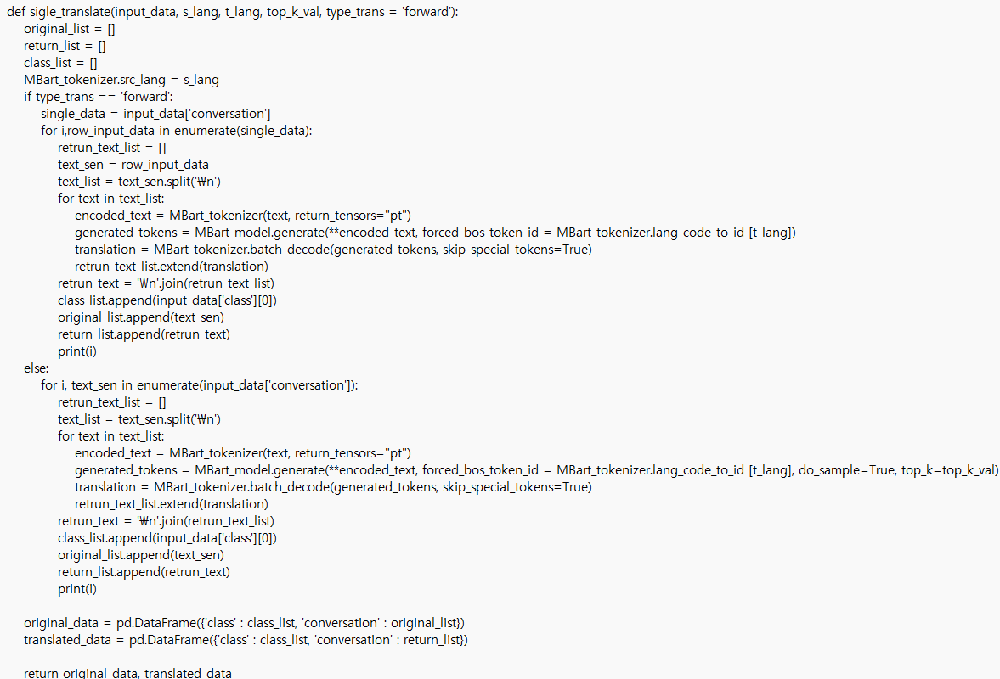 def sigle_translate(input_data, s_lang, t_lang, top_k_val, type_trans = 'forward'):
    original_list = []
    return_list = []
    class_list = []
    MBart_tokenizer.src_lang = s_lang
    if type_trans == 'forward':
        single_data = input_data['conversation']
        for i,row_input_data in enumerate(single_data):
            retrun_text_list = []
            text_sen = row_input_data
            text_list = text_sen.split('₩n')
            for text in text_list:
                encoded_text = MBart_tokenizer(text, return_tensors="pt")
                generated_tokens = MBart_model.generate(**encoded_text, forced_bos_token_id = MBart_tokenizer.lang_code_to_id [t_lang])
                translation = MBart_tokenizer.batch_decode(generated_tokens, skip_special_tokens=True)
                retrun_text_list.extend(translation)
            retrun_text = '₩n'.join(retrun_text_list)
            class_list.append(input_data['class'][0])
            original_list.append(text_sen)
            return_list.append(retrun_text)
            print(i)
    else:
        for i, text_sen in enumerate(input_data['conversation']):
            retrun_text_list = []
            text_list = text_sen.split('₩n')
            for text in text_list:
                encoded_text = MBart_tokenizer(text, return_tensors="pt")
                generated_tokens = MBart_model.generate(**encoded_text, forced_bos_token_id = MBart_tokenizer.lang_code_to_id [t_lang], do_sample=True, top_k=top_k_val)
                translation = MBart_tokenizer.batch_decode(generated_tokens, skip_special_tokens=True)
                retrun_text_list.extend(translation)
            retrun_text = '₩n'.join(retrun_text_list)
            class_list.append(input_data['class'][0])
            original_list.append(text_sen)
            return_list.append(retrun_text)
            print(i)

    original_data = pd.DataFrame({'class' : class_list, 'conversation' : original_list})
    translated_data = pd.DataFrame({'class' : class_list, 'conversation' : return_list})

    return original_data, translated_data